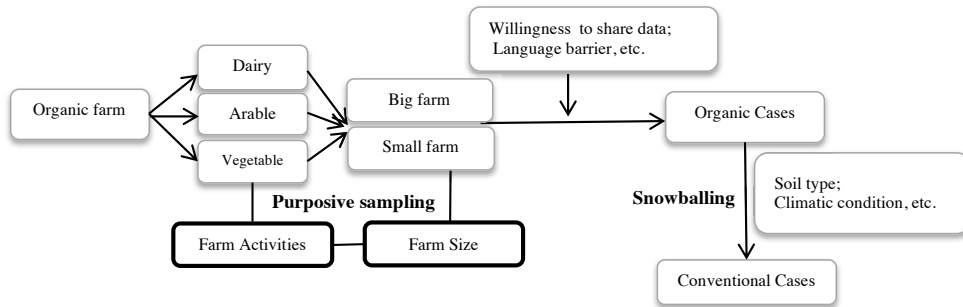 Willingness to share data;
Language barrier, etc.
Dairy
Organic farm
Arable
Vegetable
Big farm
Small farm
Organic Cases
Purposive sampling
Snowballing
Soil type;
Climatic condition, etc.
Farm Activities
Farm Size
Conventional Cases